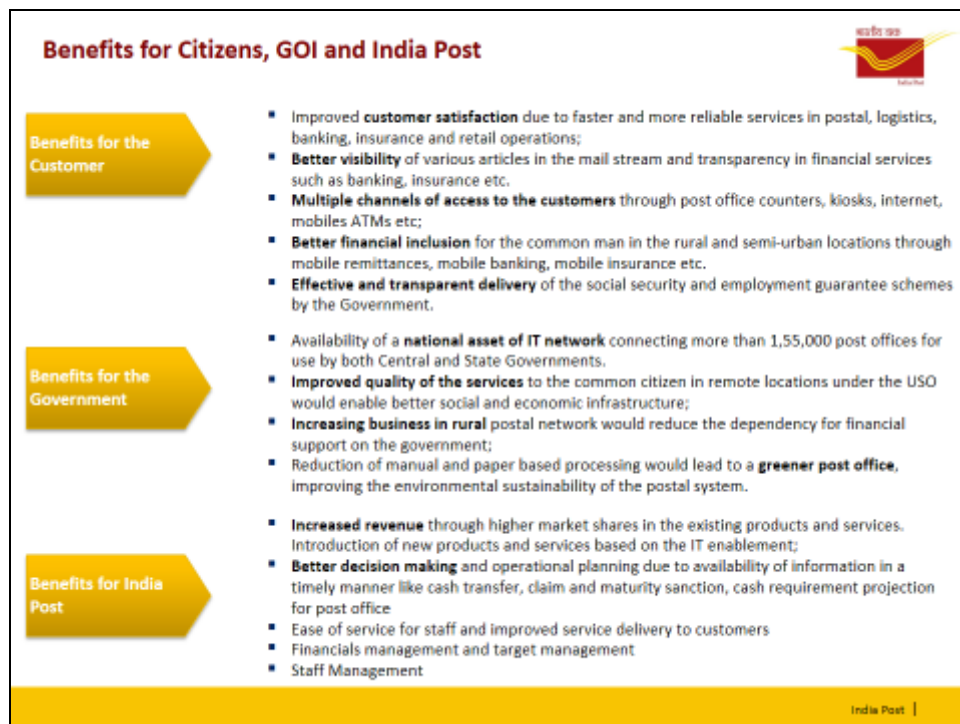 Benefits for Citizens, GOI and India Post
भारतीय डाक
India Post
Benefits for the
Customer
▪ Improved customer satisfaction due to faster and more reliable services in postal, logistics,
banking, insurance and retail operations;
▪ Better visibility of various articles in the mail stream and transparency in financial services
such as banking, insurance etc.
▪ Multiple channels of access to the customers through post office counters, kiosks, internet,
mobiles ATMs etc;
▪ Better financial inclusion for the common man in the rural and semi-urban locations through
mobile remittances, mobile banking, mobile insurance etc.
▪ Effective and transparent delivery of the social security and employment guarantee schemes
by the Government.
Benefits for the
Government
▪ Availability of a national asset of IT network connecting more than 1,55,000 post offices for
use by both Central and State Governments.
▪ Improved quality of the services to the common citizen in remote locations under the USO
would enable better social and economic infrastructure;
▪ Increasing business in rural postal network would reduce the dependency for financial
support on the government;
▪ Reduction of manual and paper based processing would lead to a greener post office,
improving the environmental sustainability of the postal system.
Benefits for India
Post
▪ Increased revenue through higher market shares in the existing products and services.
Introduction of new products and services based on the IT enablement;
▪ Better decision making and operational planning due to availability of information in a
timely manner like cash transfer, claim and maturity sanction, cash requirement projection
for post office
▪ Ease of service for staff and improved service delivery to customers
▪ Financials management and target management
▪ Staff Management
India Post |